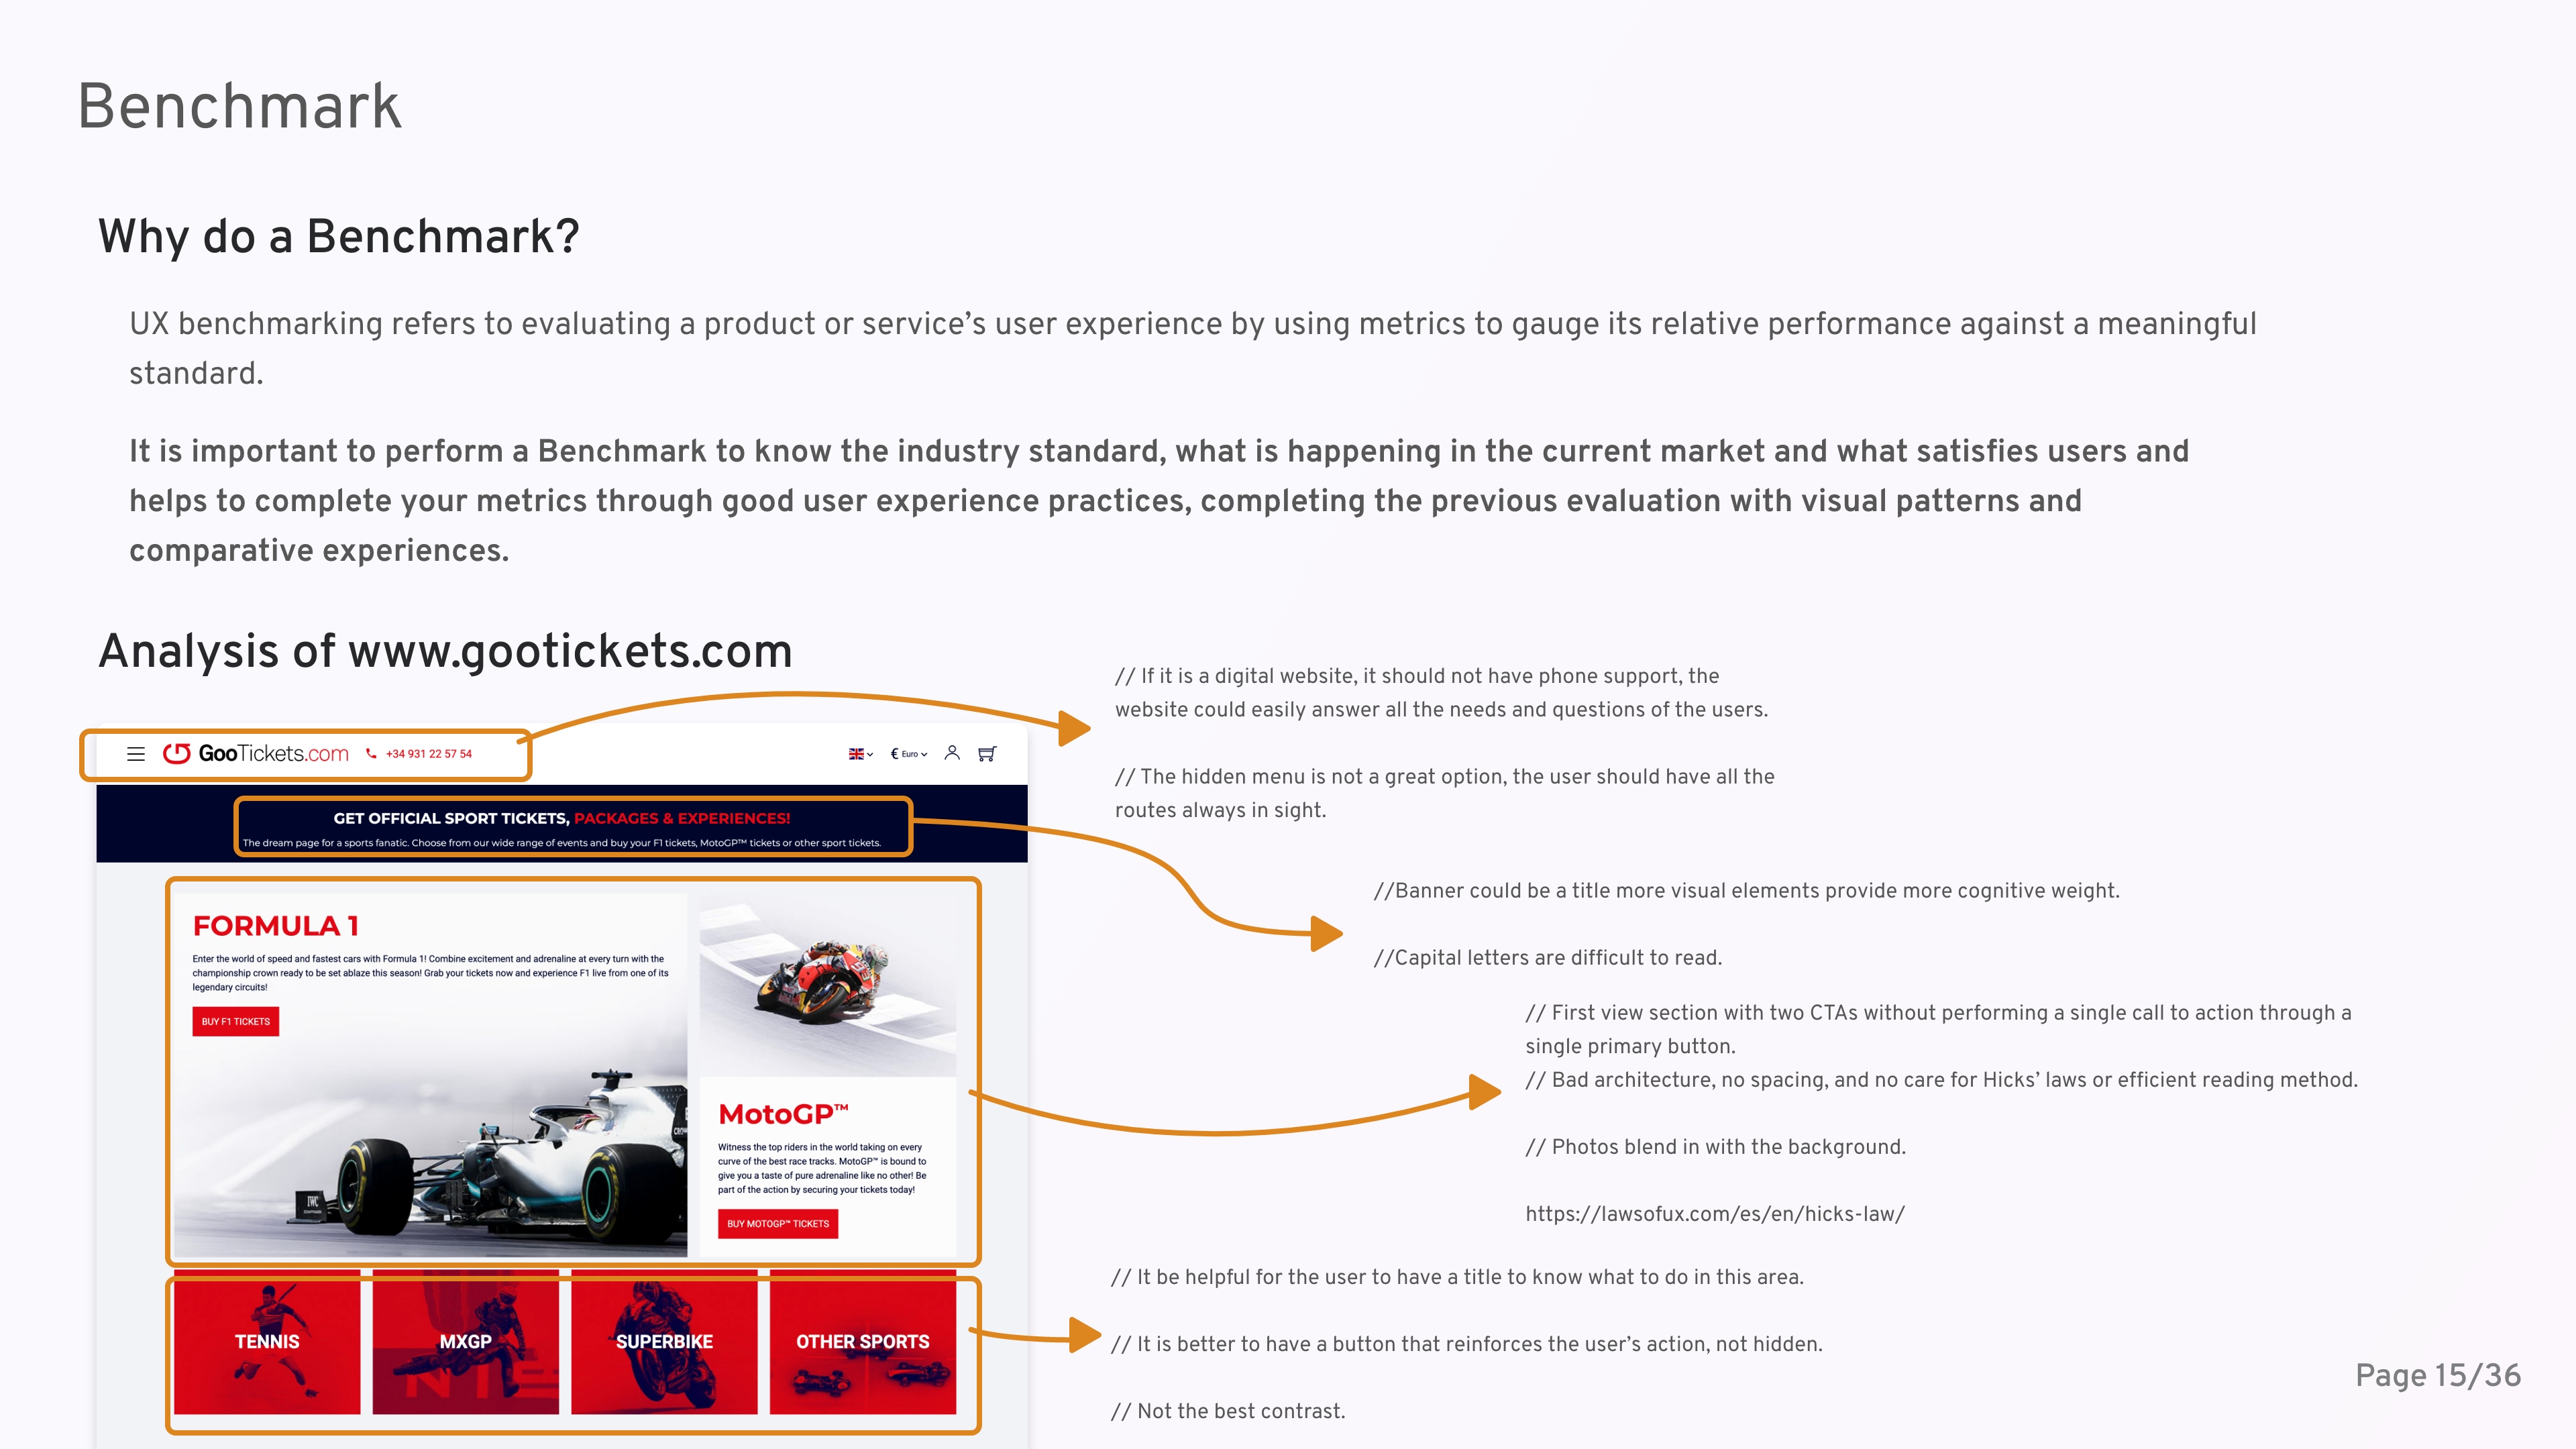 Benchmark
Why do a Benchmark?
UX benchmarking refers to evaluating a product or service’s user experience by using metrics to gauge its relative performance against a meaningful
standard.
It is important to perform a Benchmark to know the industry standard, what is happening in the current market and what satisfies users and
helps to complete your metrics through good user experience practices, completing the previous evaluation with visual patterns and
comparative experiences.
Analysis of www.gootickets.com
// If it is a digital website, it should not have phone support, the
website could easily answer all the needs and questions of the users.
// The hidden menu is not a great option, the user should have all the
routes always in sight.
GooTickets.com +34 931 22 57 54
€ Euro
GET OFFICIAL SPORT TICKETS, PACKAGES & EXPERIENCES!
The dream page for a sports fanatic. Choose from our wide range of events and buy your F1 tickets, MotoGP™ tickets or other sport tickets.
//Banner could be a title more visual elements provide more cognitive weight.
//Capital letters are difficult to read.
FORMULA 1
Enter the world of speed and fastest cars with Formula 1! Combine excitement and adrenaline at every turn with the
championship crown ready to be set ablaze this season! Grab your tickets now and experience F1 live from one of its
legendary circuits!
BUY F1 TICKETS
IWC
MotoGP™
Witness the top riders in the world taking on every
curve of the best race tracks. MotoGP™ is bound to
give you a taste of pure adrenaline like no other! Be
part of the action by securing your tickets today!
BUY MOTOGP™ TICKETS
// First view section with two CTAs without performing a single call to action through a
single primary button.
// Bad architecture, no spacing, and no care for Hicks’ laws or efficient reading method.
// Photos blend in with the background.
https://lawsofux.com/es/en/hicks-law/
TENNIS
MXGP
SUPERBIKE
OTHER SPORTS
// It be helpful for the user to have a title to know what to do in this area.
// It is better to have a button that reinforces the user’s action, not hidden.
// Not the best contrast.
Page 15/36